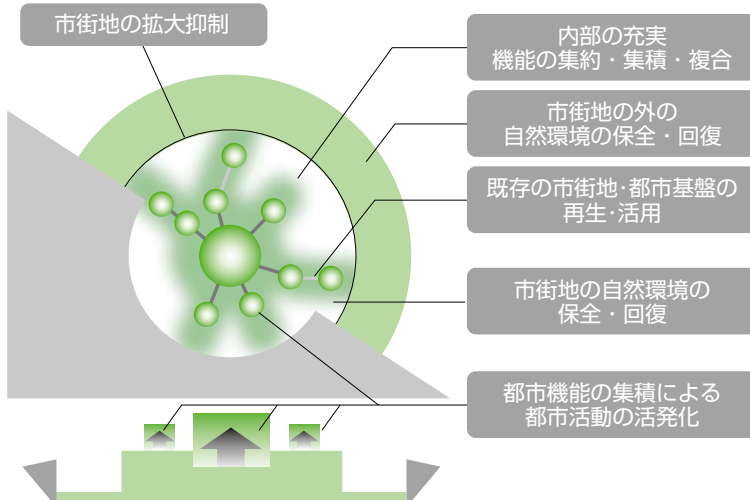 市街地の拡大抑制
内部の充実
機能の集約・集積・複合
市街地の外の
自然環境の保全・回復
既存の市街地・都市基盤の
再生・活用
市街地の自然環境の
保全・回復
都市機能の集積による
都市活動の活発化